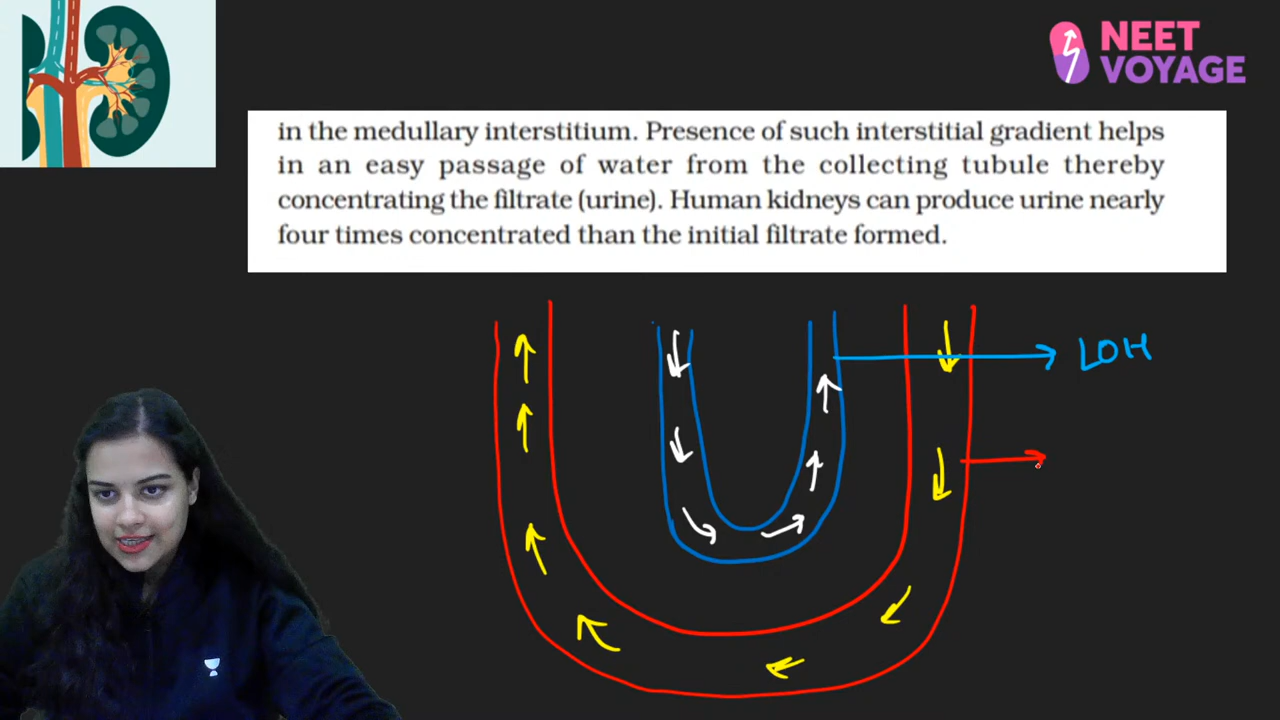 NEET
VOYAGE
in the medullary interstitium. Presence of such interstitial gradient helps
in an easy passage of water from the collecting tubule thereby
concentrating the filtrate (urine). Human kidneys can produce urine nearly
four times concentrated than the initial filtrate formed.
LOH